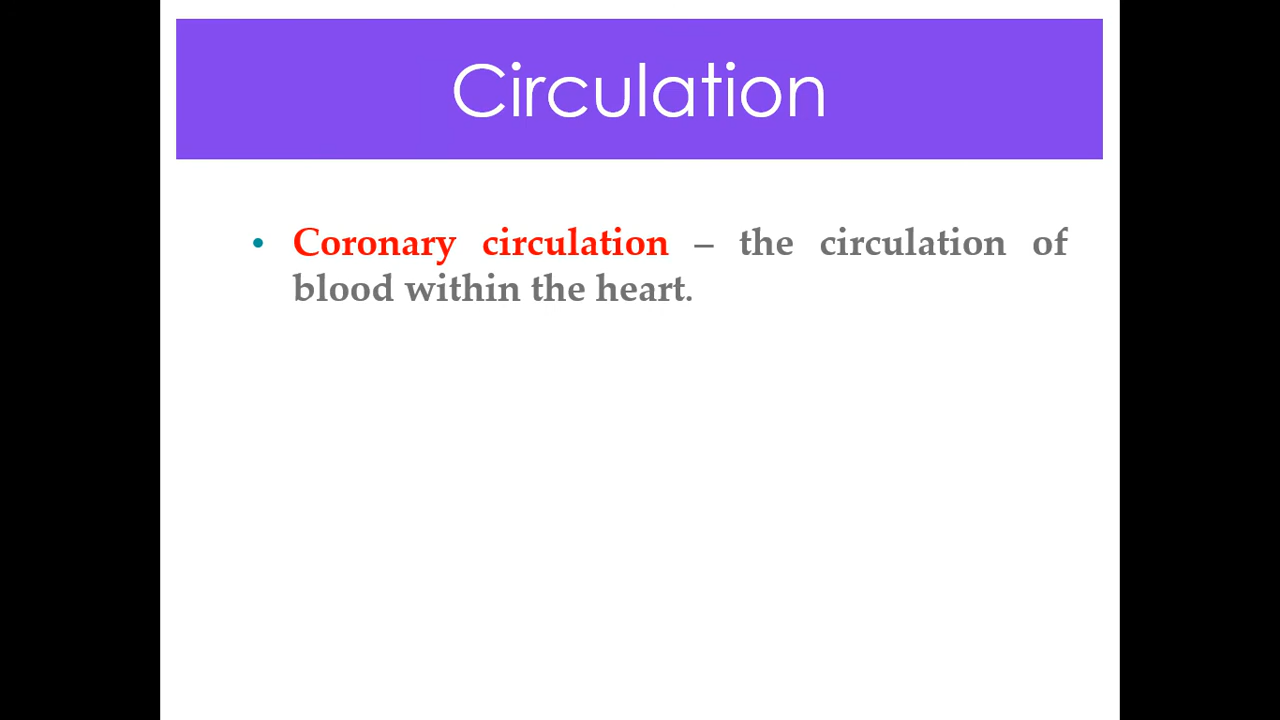 Circulation
• Coronary circulation – the circulation of
blood within the heart.